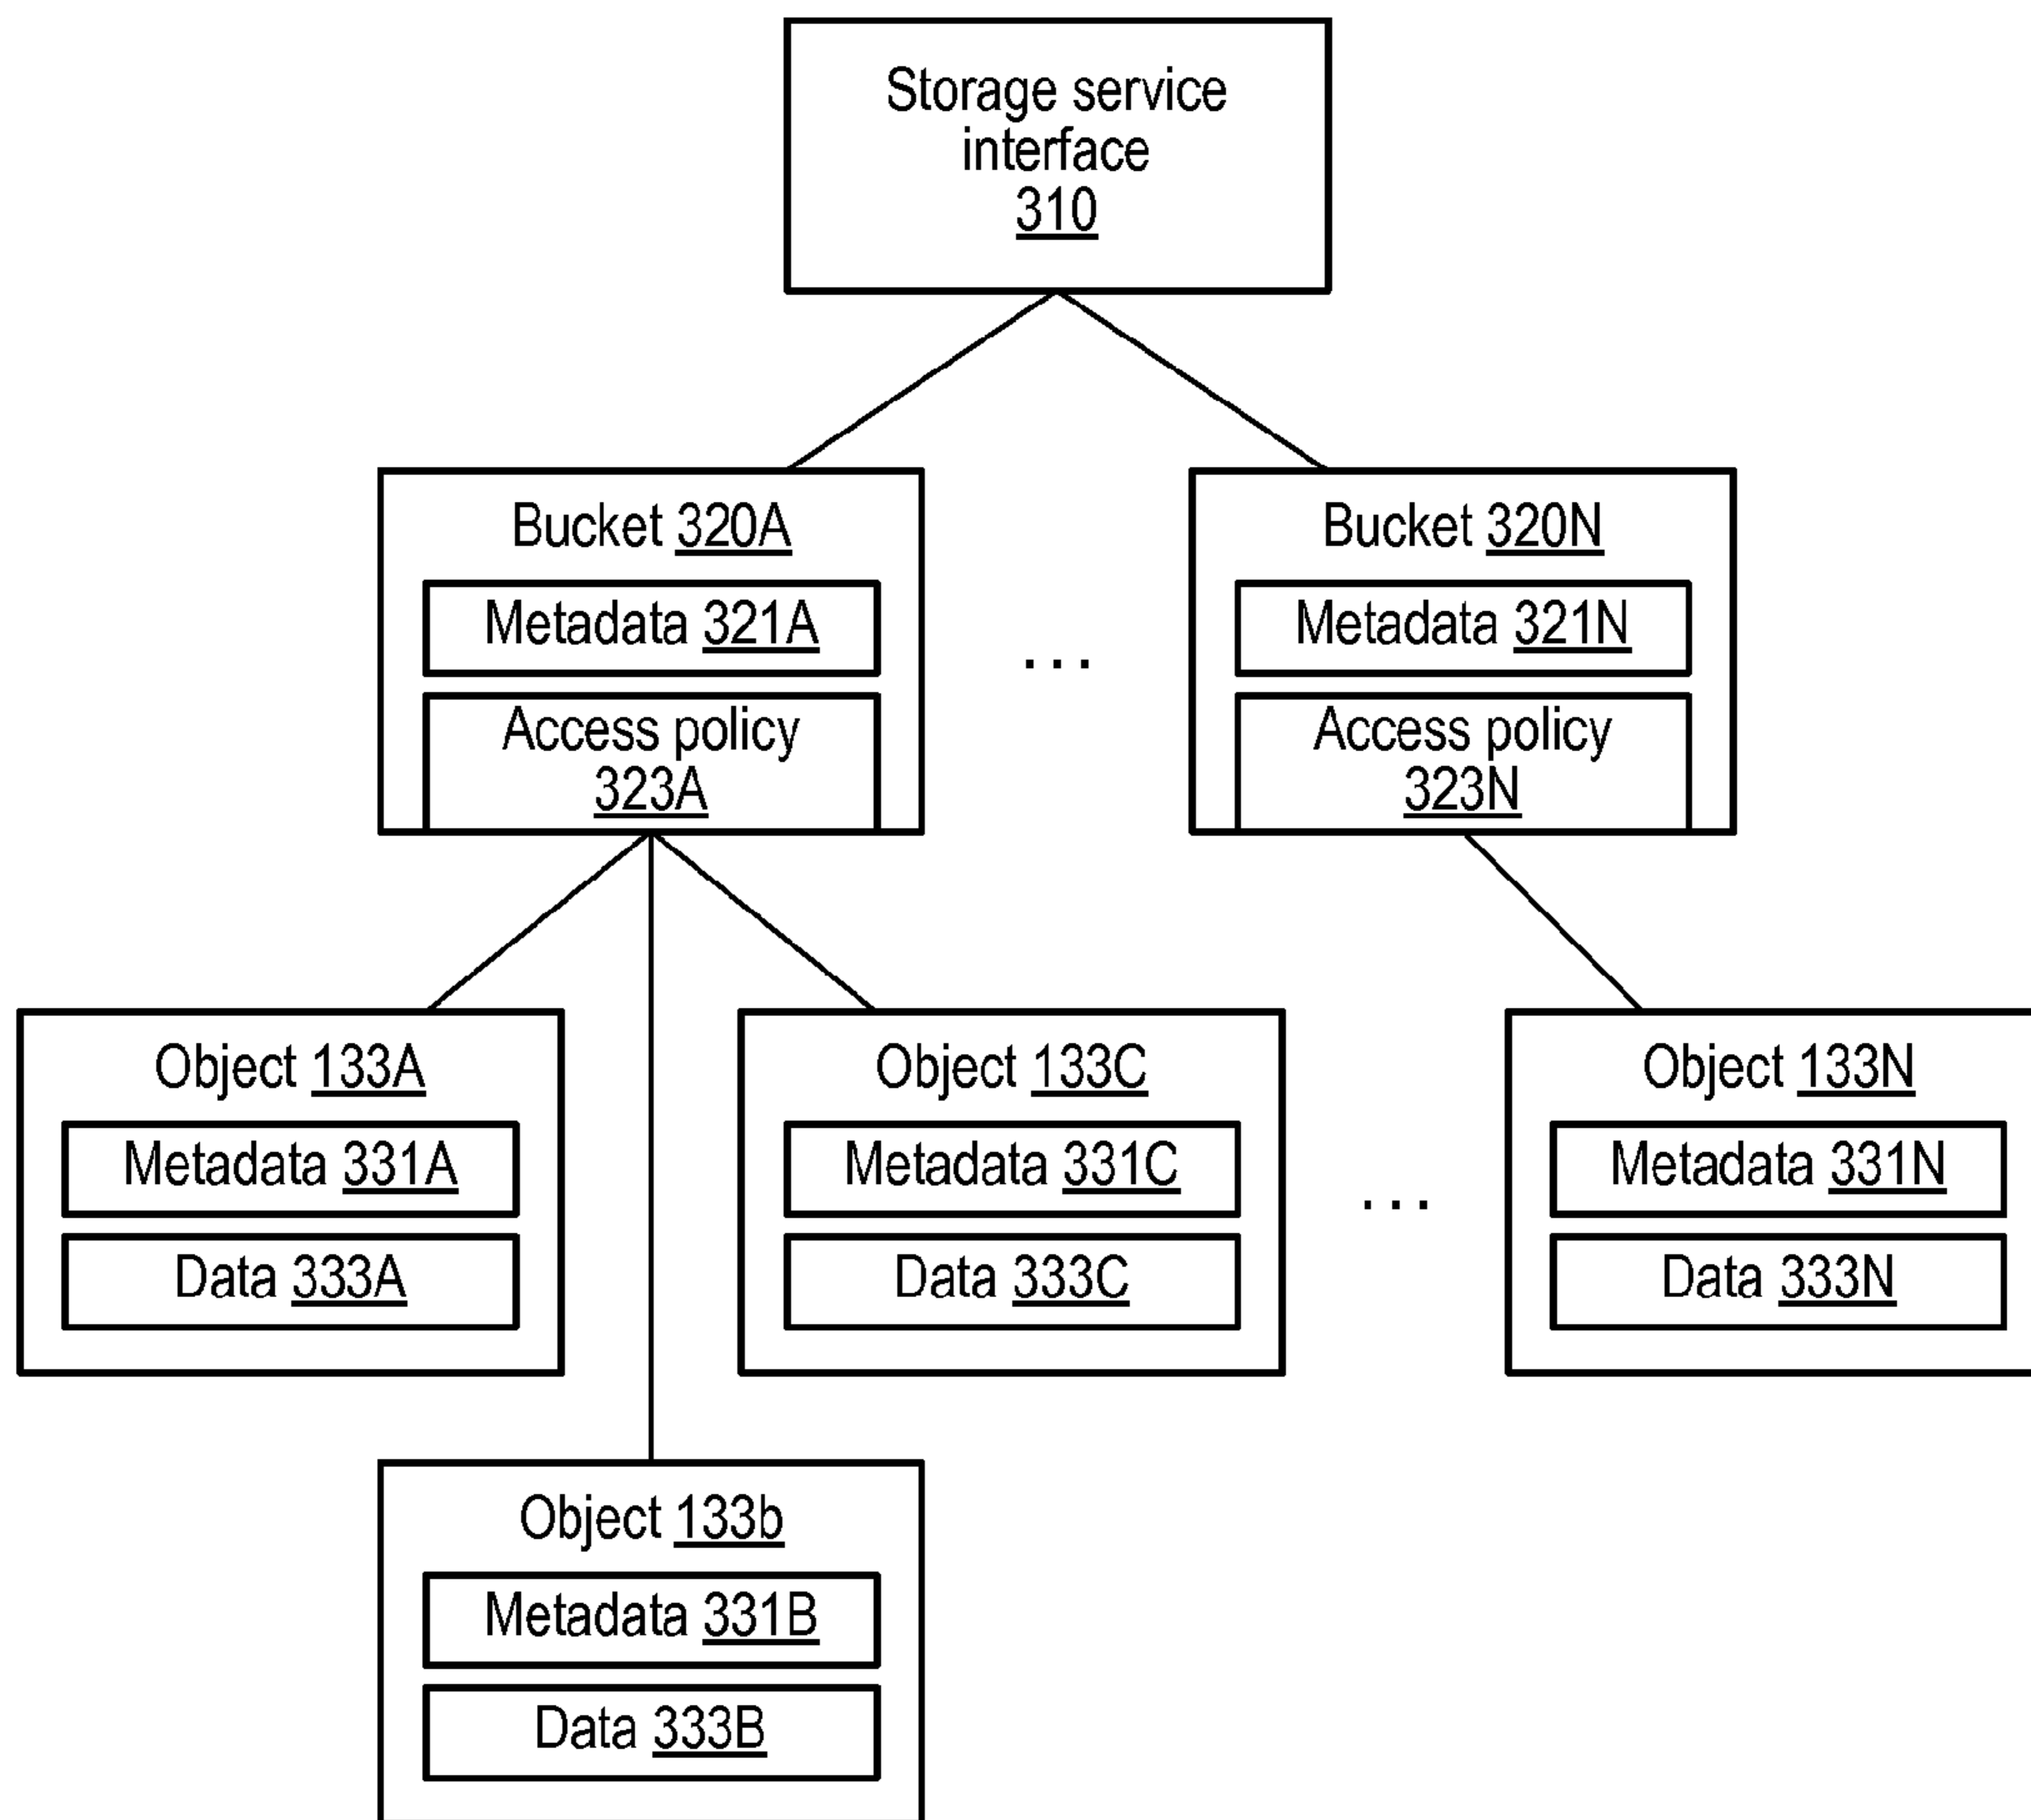 Storage service
interface
310
Bucket 320A
Metadata 321A
Access policy
323A
...
Bucket 320N
Metadata 321N
Access policy
323N
Object 133A
Metadata 331A
Data 333A
Object 133C
Metadata 331C
Data 333C
...
Object 133N
Metadata 331N
Data 333N
Object 133b
Metadata 331B
Data 333B